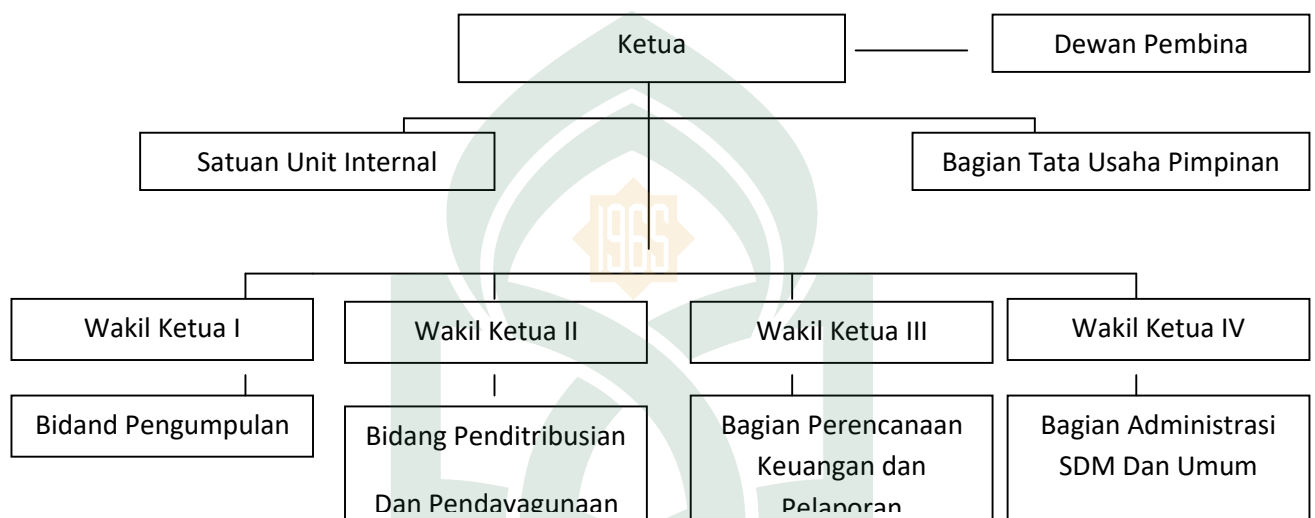 Ketua
Dewan Pembina
Satuan Unit Internal
Bagian Tata Usaha Pimpinan
1965
Wakil Ketua I
Wakil Ketua II
Wakil Ketua III
Wakil Ketua IV
Bidand Pengumpulan
Bidang Penditribusian
Dan Pendayagunaan
Bagian Perencanaan
Keuangan dan
Pelaporan
Bagian Administrasi
SDM Dan Umum